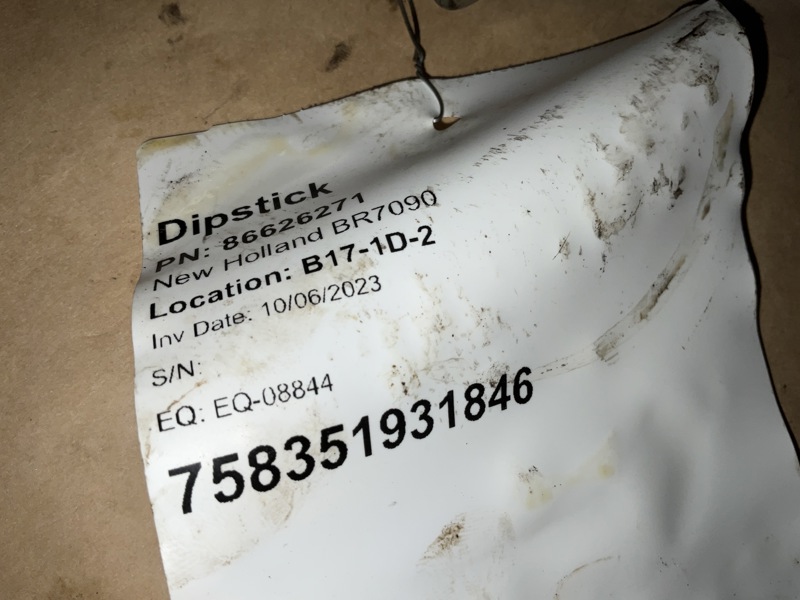 Dipstick
PN: 86626271
New Holland BR7090
Location: B17-1D-2
Inv Date: 10/06/2023
S/N:
EQ: EQ-08844
758351931846